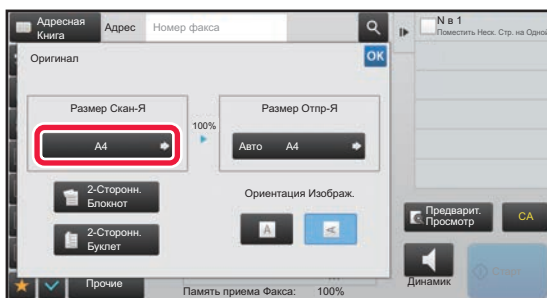 Адресная
Книга
Адрес
Номер факса
N в 1
Поместить Неск. Стр. на Одной
Оригинал
OK
Размер Скан-Я
100%
Размер Отпр-Я
A4
Авто A4
2-Сторонн.
Блокнот
Ориентация Изображ.
2-Сторонн.
Буклет
A
A
Предварит.
Просмотр
CA
Прочие
Память приема Факса: 100%
Динамик
Старт